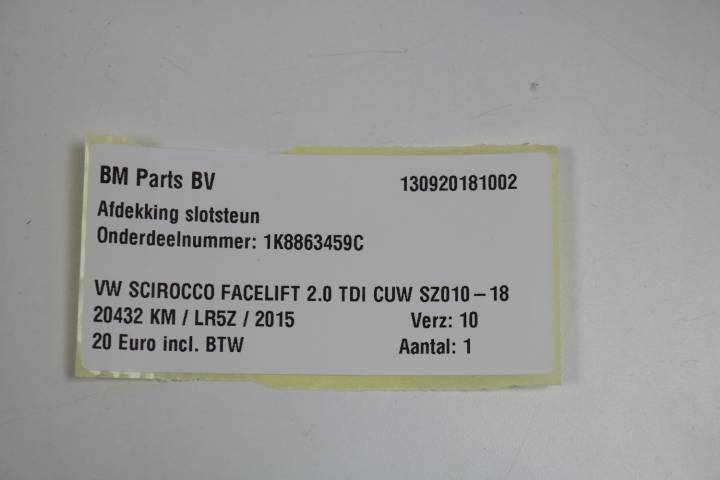 BM Parts BV 130920181002
Afdekking slotsteun
Onderdeelnummer: 1K8863459C
VW SCIROCCO FACELIFT 2.0 TDI CUW SZ010-18
20432 KM / LR5Z / 2015 Verz: 10
20 Euro incl. BTW Aantal: 1